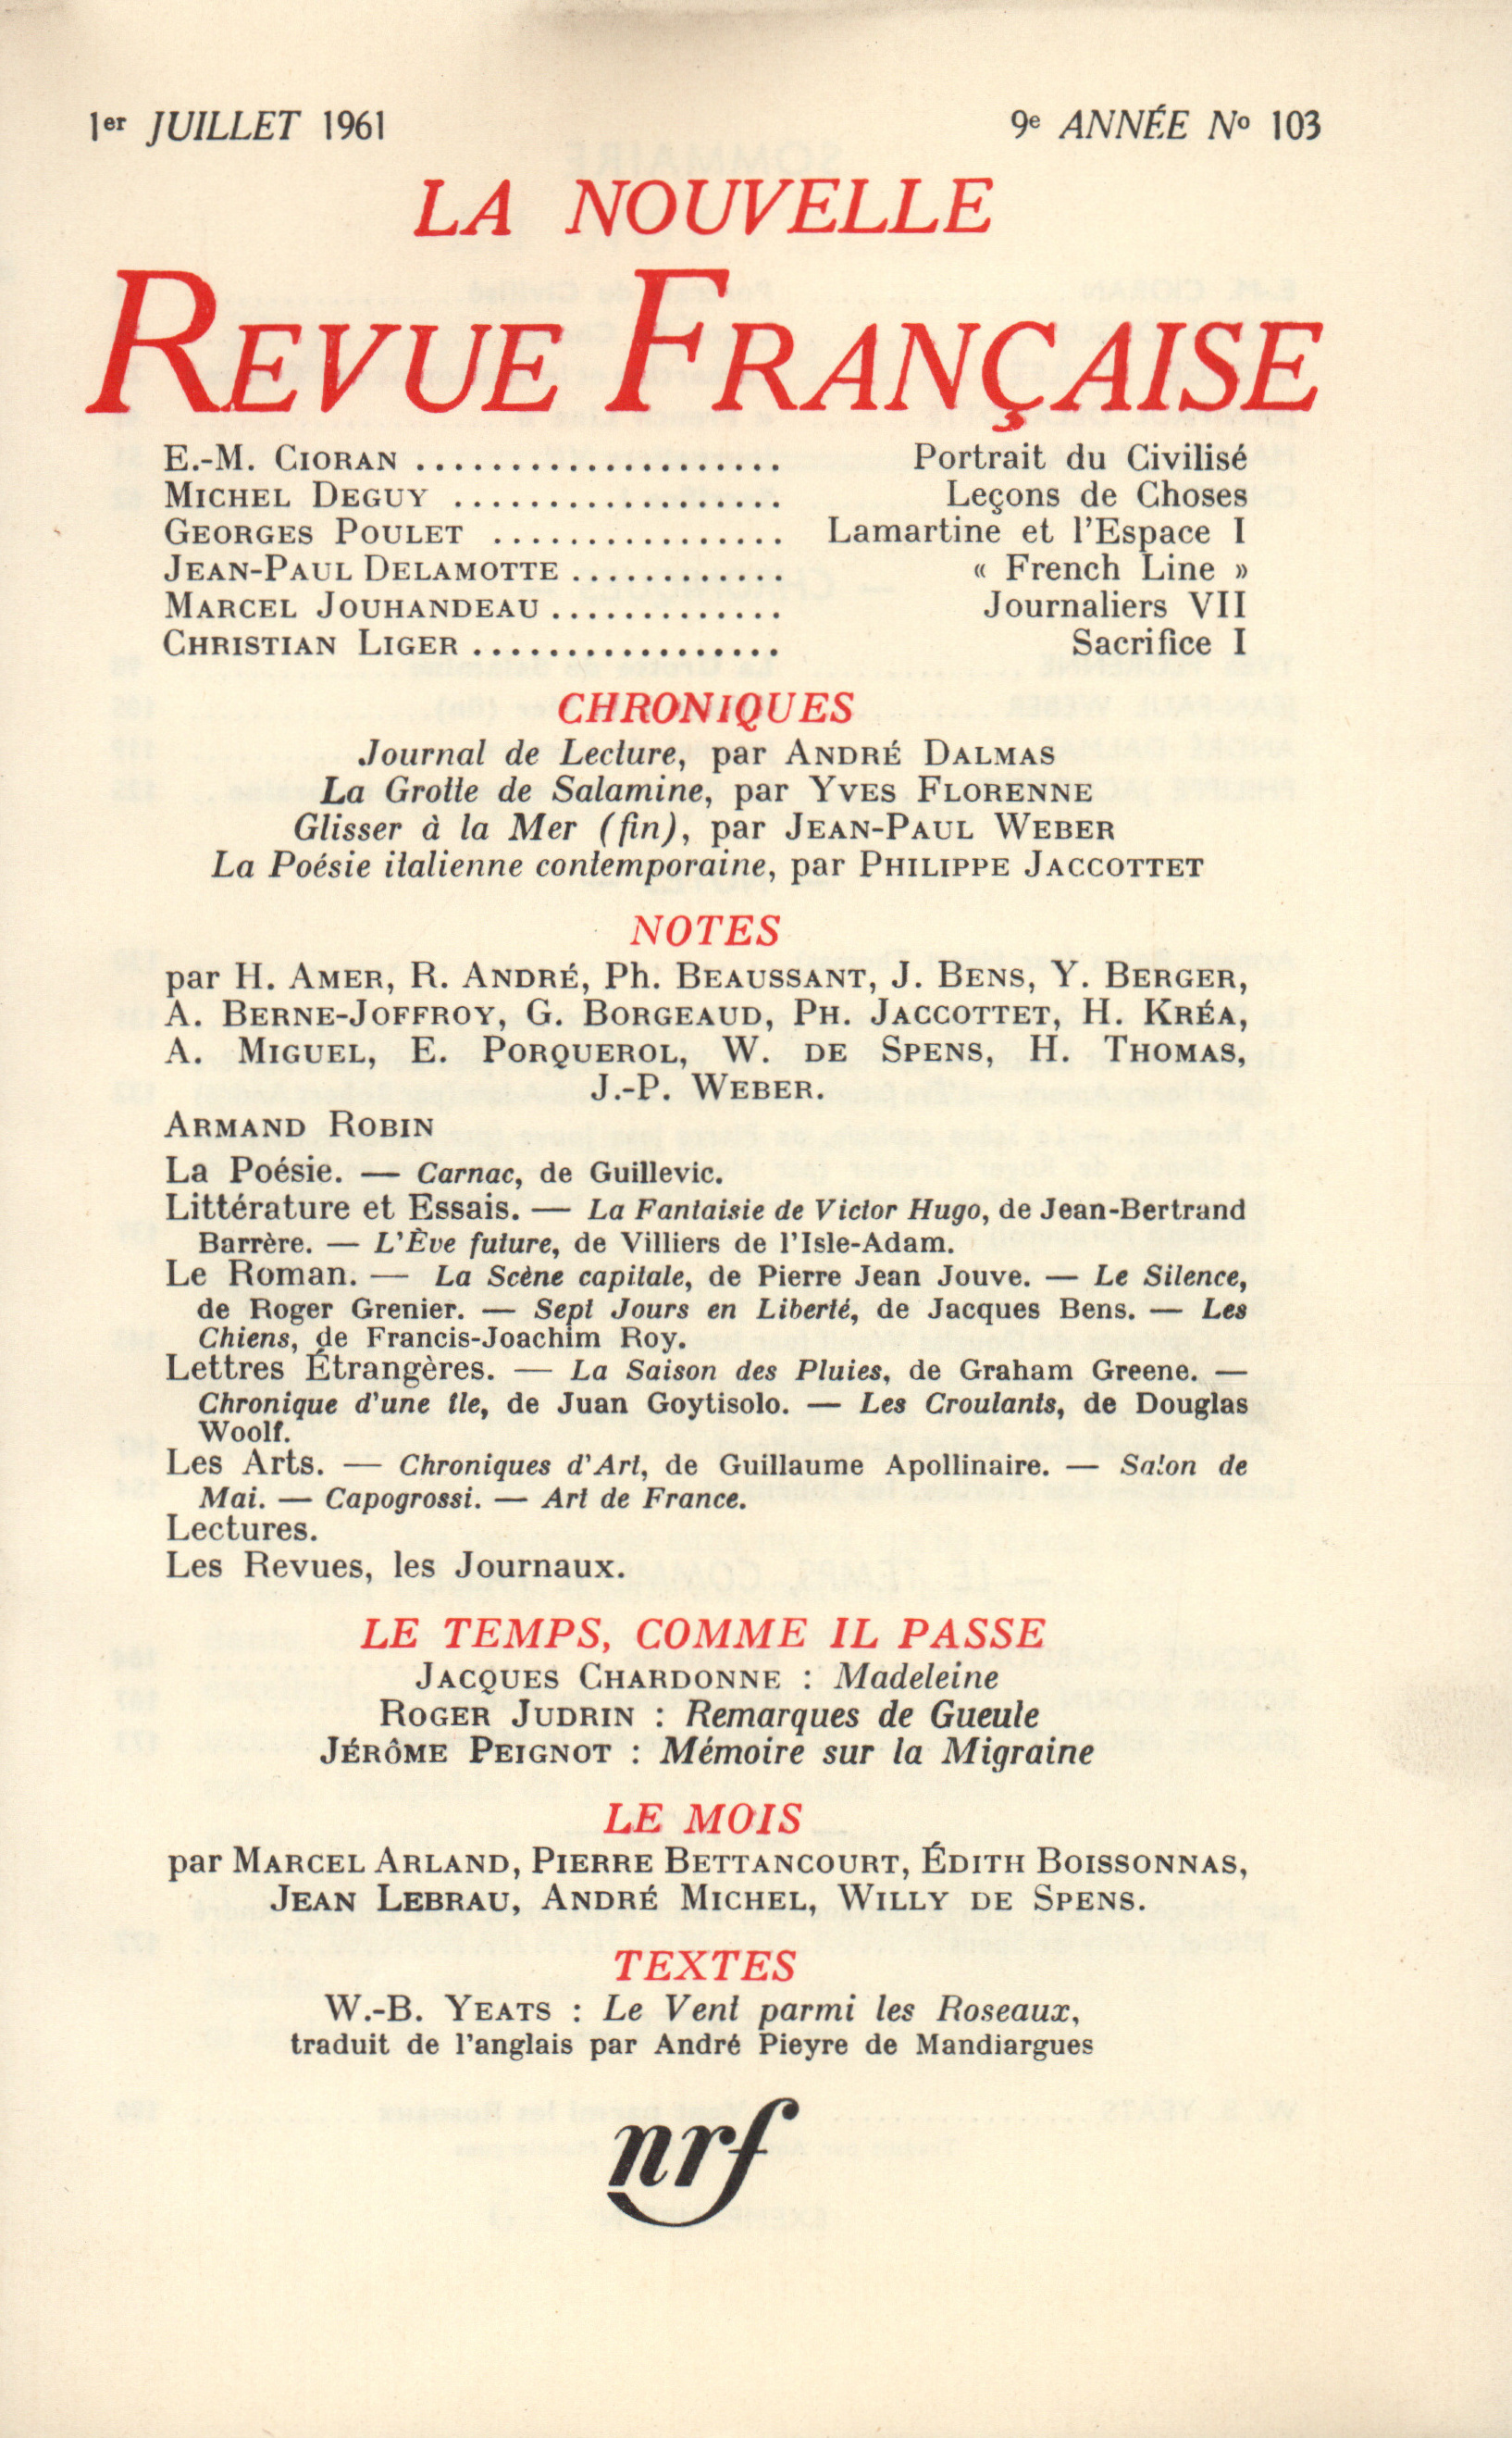 1er JUILLET 1961
9e ANNÉE No 103
LA NOUVELLE
REVUE FRANÇAISE
E.-M. CIORAN .................... Portrait du Civilisé
MICHEL DEGUY .................. Leçons de Choses
GEORGES POULET ................ Lamartine et l'Espace I
JEAN-PAUL DELAMOTTE ............ « French Line »
MARCEL JOUHANDEAU ............. Journaliers VII
CHRISTIAN LIGER ................. Sacrifice I
CHRONIQUES
Journal de Lecture, par ANDRÉ DALMAS
La Grotte de Salamine, par YVES FLORENNE
Glisser à la Mer (fin), par JEAN-PAUL WEBER
La Poésie italienne contemporaine, par PHILIPPE JACCOTTET
NOTES
par H. AMER, R. ANDRÉ, Ph. BEAUSSANT, J. BENS, Y. BERGER,
A. BERNE-JOFFROY, G. BORGEAUD, PH. JACCOTTET, H. KRÉA,
A. MIGUEL, E. PORQUEROL, W. DE SPENS, H. THOMAS,
J.-P. WEBER.
ARMAND ROBIN
La Poésie. — Carnac, de Guillevic.
Littérature et Essais. — La Fantaisie de Victor Hugo, de Jean-Bertrand
Barrère. — L'Ève future, de Villiers de l'Isle-Adam.
Le Roman. — La Scène capitale, de Pierre Jean Jouve. — Le Silence,
de Roger Grenier. — Sept Jours en Liberté, de Jacques Bens. — Les
Chiens, de Francis-Joachim Roy.
Lettres Étrangères. — La Saison des Pluies, de Graham Greene. —
Chronique d'une île, de Juan Goytisolo. — Les Croulants, de Douglas
Woolf.
Les Arts. — Chroniques d'Art, de Guillaume Apollinaire. — Salon de
Mai. — Capogrossi. — Art de France.
Lectures.
Les Revues, les Journaux.
LE TEMPS, COMME IL PASSE
JACQUES CHARDONNE : Madeleine
ROGER JUDRIN : Remarques de Gueule
JÉRÔME PEIGNOT : Mémoire sur la Migraine
LE MOIS
par MARCEL ARLAND, PIERRE BETTANCOURT, ÉDITH BOISSONNAS,
JEAN LEBRAU, ANDRÉ MICHEL, WILLY DE SPENS.
TEXTES
W.-B. YEATS : Le Vent parmi les Roseaux,
traduit de l'anglais par André Pieyre de Mandiargues
nrf